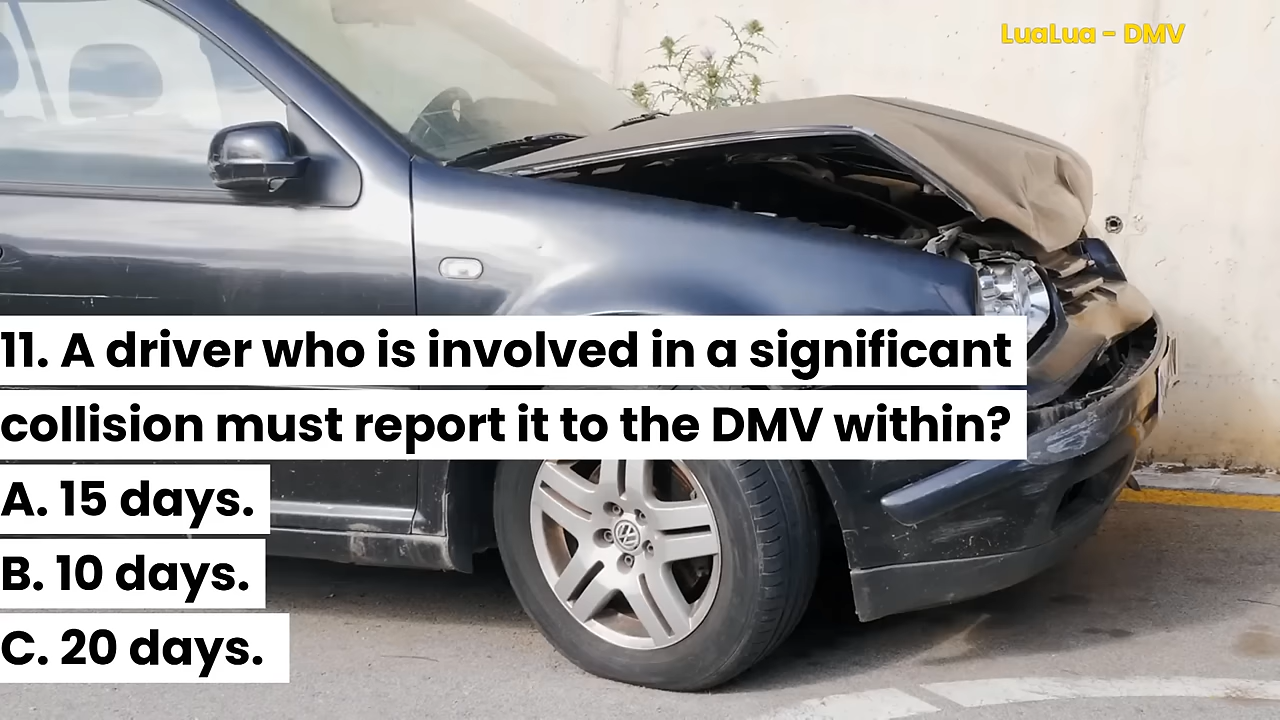 LuaLua - DMV
11. A driver who is involved in a significant
collision must report it to the DMV within?
A. 15 days.
B. 10 days.
C. 20 days.